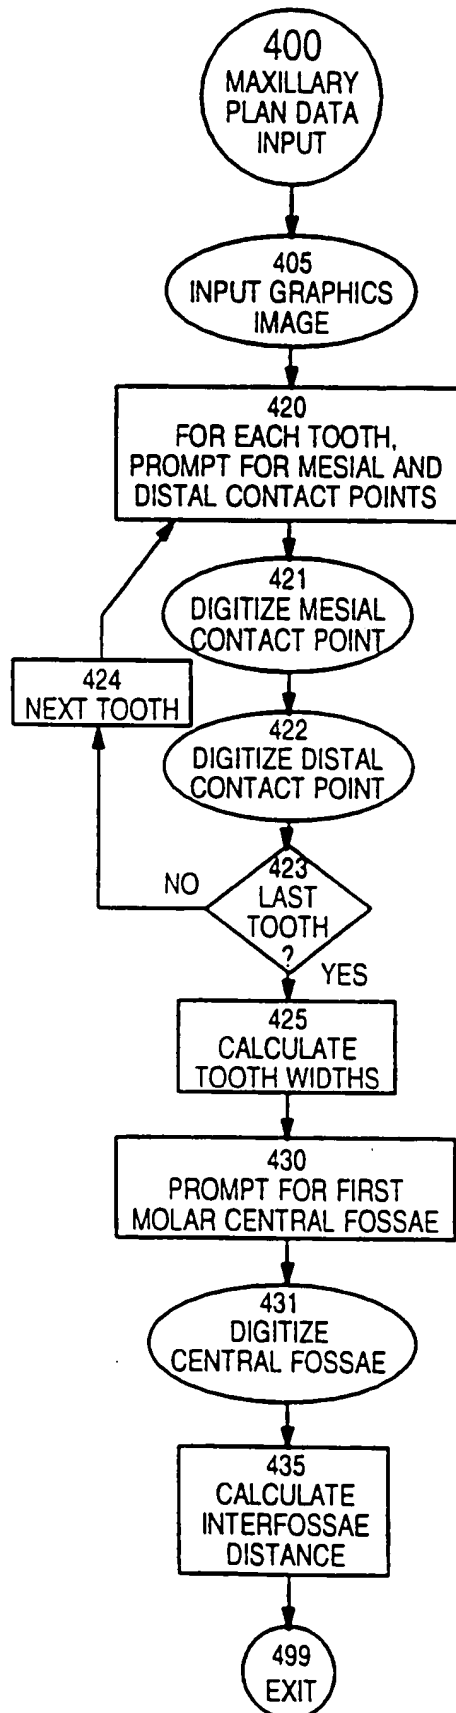 400
MAXILLARY
PLAN DATA
INPUT
405
INPUT GRAPHICS
IMAGE
420
FOR EACH TOOTH,
PROMPT FOR MESIAL AND
DISTAL CONTACT POINTS
421
DIGITIZE MESIAL
CONTACT POINT
424
NEXT TOOTH
422
DIGITIZE DISTAL
CONTACT POINT
423
LAST
TOOTH
?
NO
YES
425
CALCULATE
TOOTH WIDTHS
430
PROMPT FOR FIRST
MOLAR CENTRAL FOSSAE
431
DIGITIZE
CENTRAL FOSSAE
435
CALCULATE
INTERFOSSAE
DISTANCE
499
EXIT